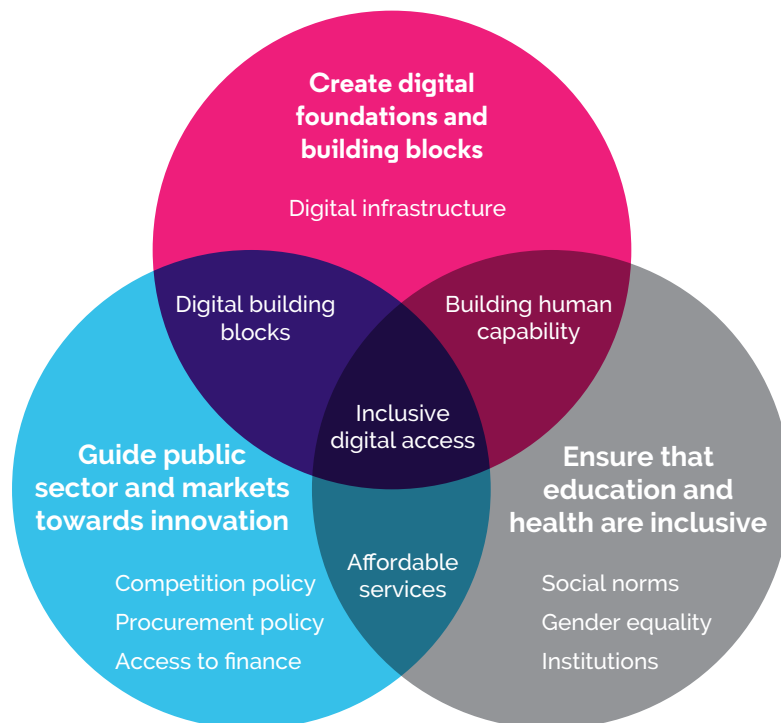 Create digital
foundations and
building blocks
Digital infrastructure
Digital building
blocks
Building human
capability
Inclusive
digital access
Guide public
sector and markets
towards innovation
Ensure that
education and
health are inclusive
Affordable
services
Competition policy
Procurement policy
Access to finance
Social norms
Gender equality
Institutions